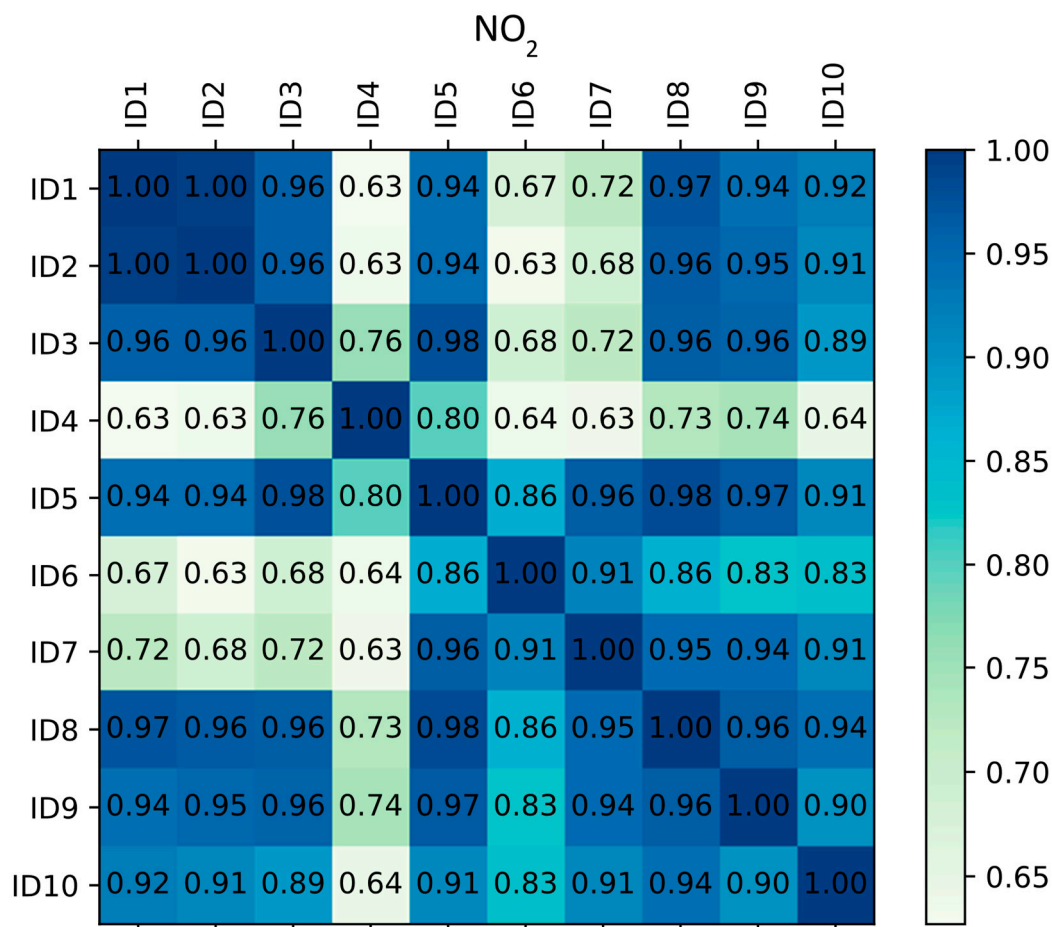 NO₂
ID1 ID2 ID3 ID4 ID5 ID6 ID7 ID8 ID9 ID10
ID1 1.00 1.00 0.96 0.63 0.94 0.67 0.72 0.97 0.94 0.92
ID2 1.00 1.00 0.96 0.63 0.94 0.63 0.68 0.96 0.95 0.91
ID3 0.96 0.96 1.00 0.76 0.98 0.68 0.72 0.96 0.96 0.89
ID4 0.63 0.63 0.76 1.00 0.80 0.64 0.63 0.73 0.74 0.64
ID5 0.94 0.94 0.98 0.80 1.00 0.86 0.96 0.98 0.97 0.91
ID6 0.67 0.63 0.68 0.64 0.86 1.00 0.91 0.86 0.83 0.83
ID7 0.72 0.68 0.72 0.63 0.96 0.91 1.00 0.95 0.94 0.91
ID8 0.97 0.96 0.96 0.73 0.98 0.86 0.95 1.00 0.96 0.94
ID9 0.94 0.95 0.96 0.74 0.97 0.83 0.94 0.96 1.00 0.90
ID10 0.92 0.91 0.89 0.64 0.91 0.83 0.91 0.94 0.90 1.00
1.00
0.95
0.90
0.85
0.80
0.75
0.70
0.65